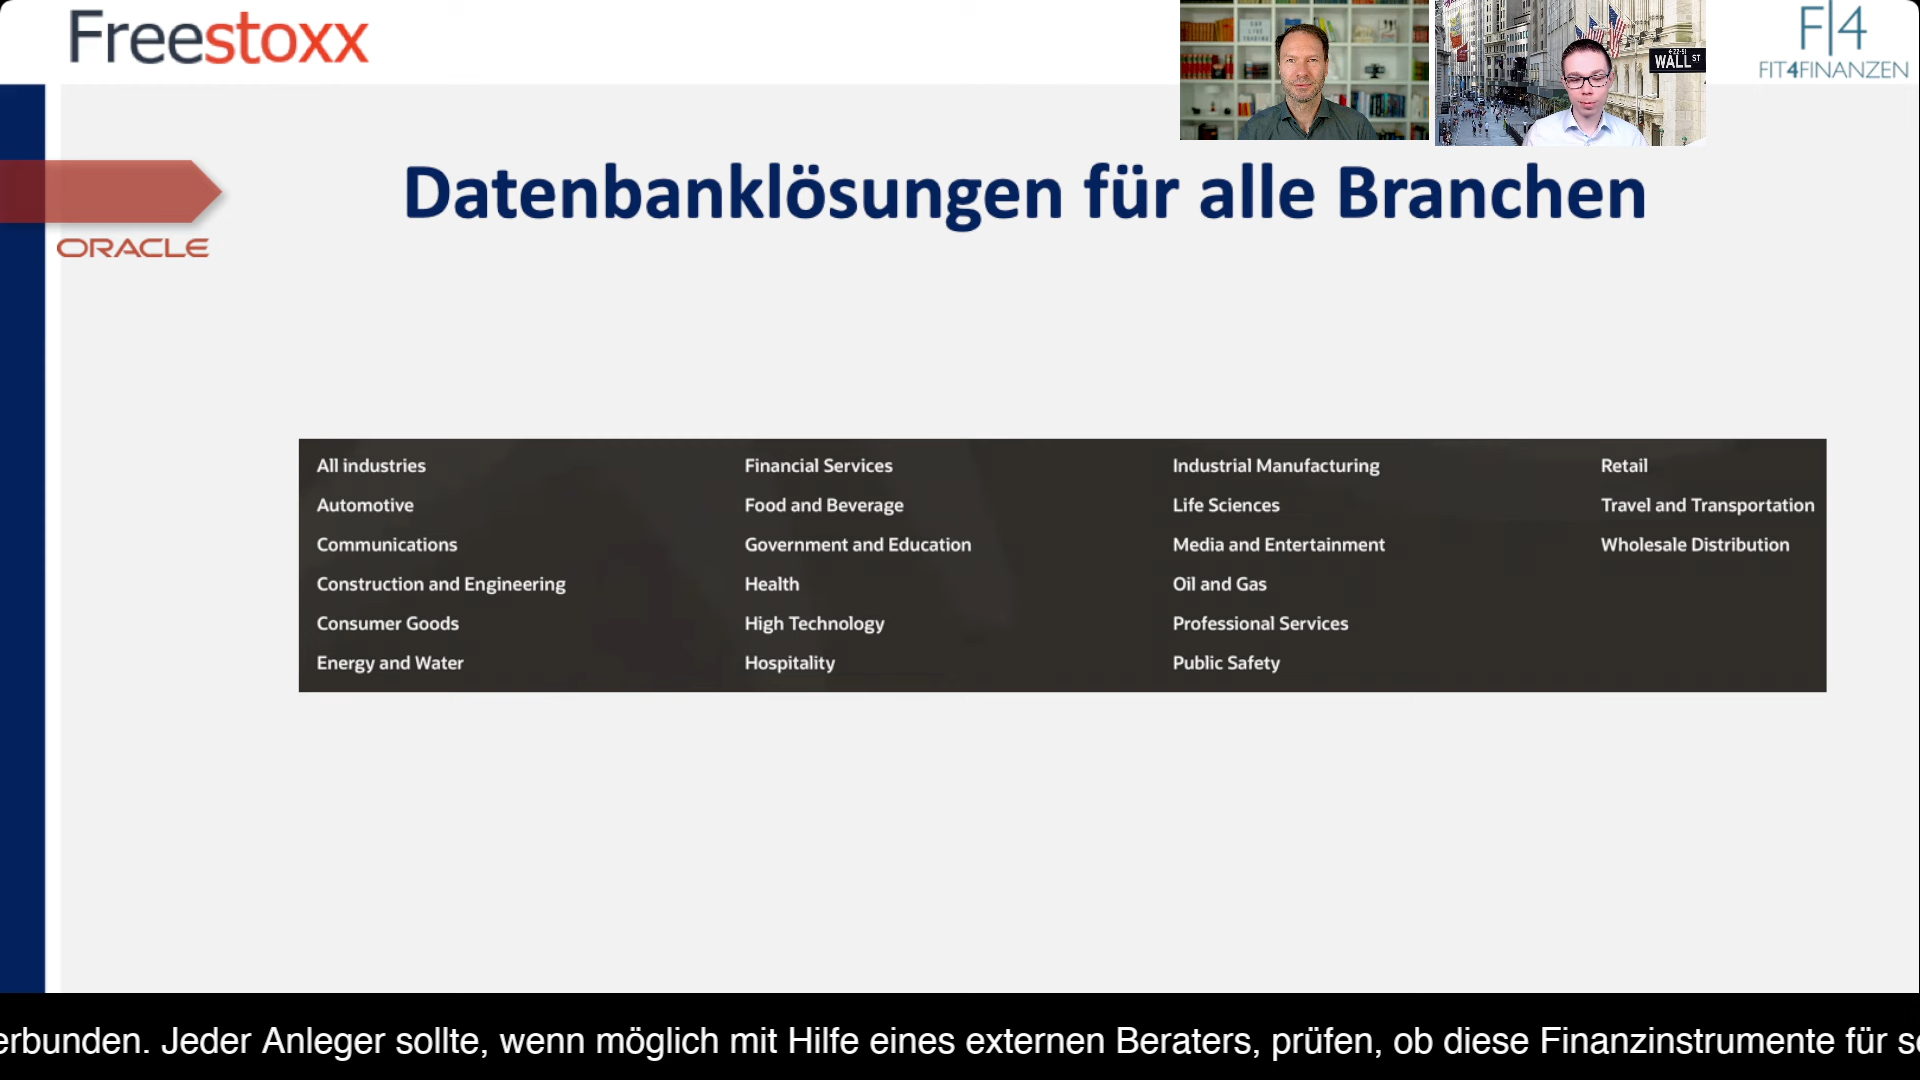 Freestoxx
WALL ST
F|4
FIT4FINANZEN
Datenbanklösungen für alle Branchen
ORACLE
All industries
Automotive
Communications
Construction and Engineering
Consumer Goods
Energy and Water
Financial Services
Food and Beverage
Government and Education
Health
High Technology
Hospitality
Industrial Manufacturing
Life Sciences
Media and Entertainment
Oil and Gas
Professional Services
Public Safety
Retail
Travel and Transportation
Wholesale Distribution
erbunden. Jeder Anleger sollte, wenn möglich mit Hilfe eines externen Beraters, prüfen, ob diese Finanzinstrumente für